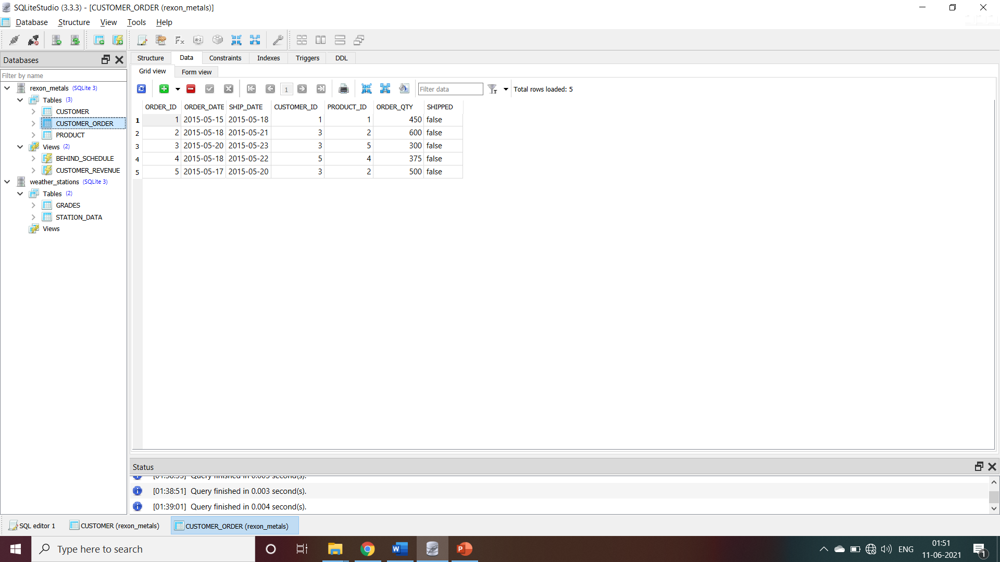 SQLiteStudio (3.3.3) - [CUSTOMER_ORDER (rexon_metals)]
Database Structure View Tools Help
Databases
Filter by name
rexon_metals (SQLite 3)
Tables (3)
CUSTOMER
CUSTOMER_ORDER
PRODUCT
Views (2)
BEHIND_SCHEDULE
CUSTOMER_REVENUE
weather_stations (SQLite 3)
Tables (2)
GRADES
STATION_DATA
Views
Structure Data Constraints Indexes Triggers DDL
Grid view Form view
1 Filter data Total rows loaded: 5
ORDER_ID ORDER_DATE SHIP_DATE CUSTOMER_ID PRODUCT_ID ORDER_QTY SHIPPED
1 1 2015-05-15 2015-05-18 1 1 450 false
2 2 2015-05-18 2015-05-21 3 2 600 false
3 3 2015-05-20 2015-05-23 3 5 300 false
4 4 2015-05-18 2015-05-22 5 4 375 false
5 5 2015-05-17 2015-05-20 3 2 500 false
Status
Query finished in 0.003 second(s).
[01:38:51] Query finished in 0.003 second(s).
[01:39:01] Query finished in 0.004 second(s).
SQL editor 1 CUSTOMER (rexon_metals) CUSTOMER_ORDER (rexon_metals)
Type here to search
ENG
01:51
11-06-2021
1